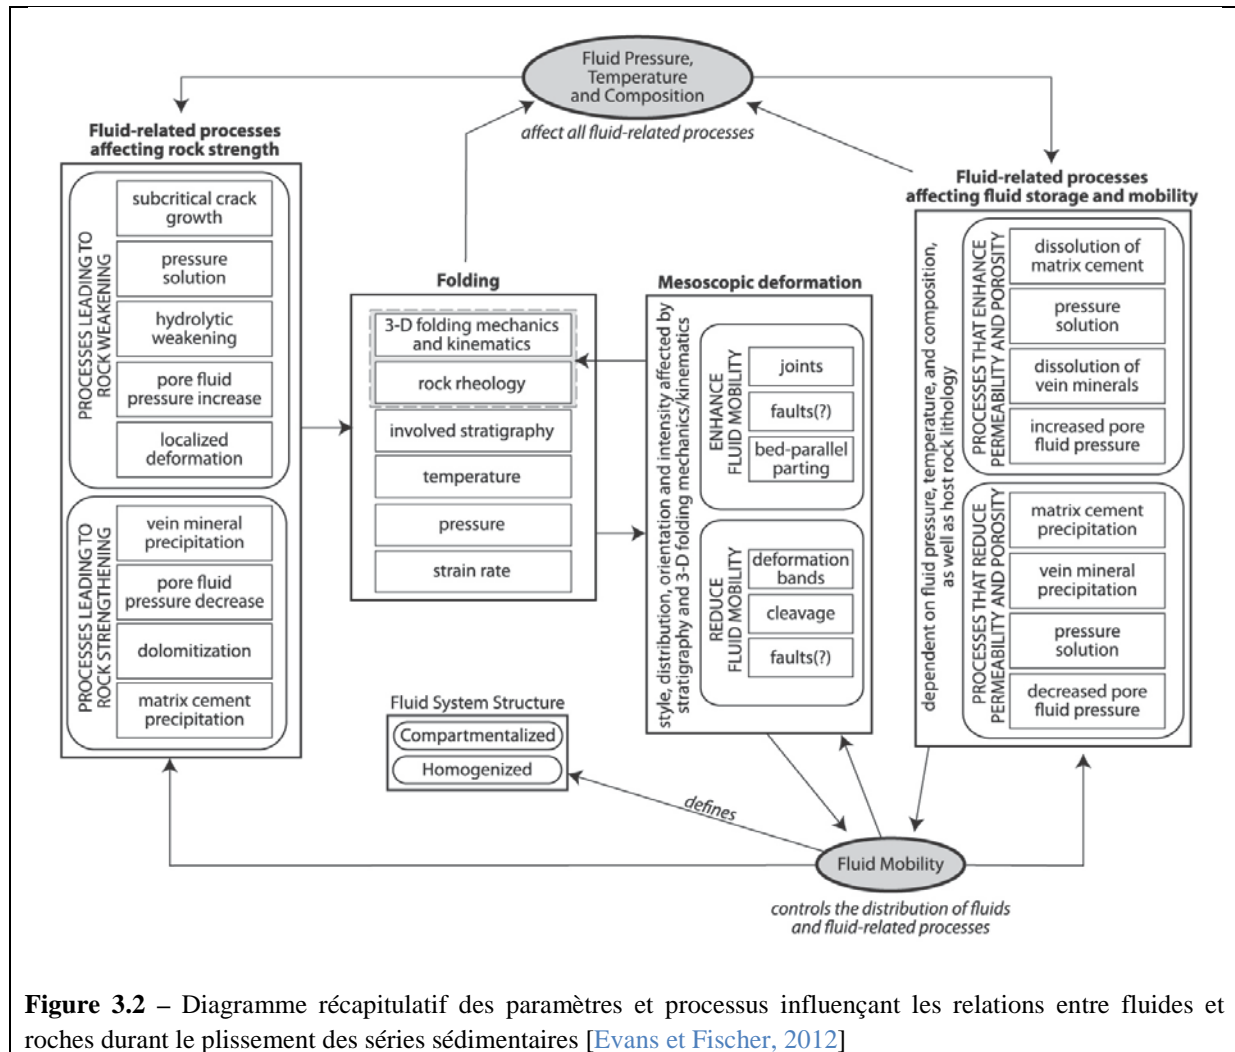 Fluid Pressure,
Temperature
and Composition
affect all fluid-related processes
Fluid-related processes
affecting rock strength
PROCESSES LEADING TO
ROCK WEAKENING
subcritical crack
growth
pressure
solution
hydrolytic
weakening
pore fluid
pressure increase
localized
deformation
PROCESSES LEADING TO
ROCK STRENGTHENING
vein mineral
precipitation
pore fluid
pressure decrease
dolomitization
matrix cement
precipitation
Folding
3-D folding mechanics
and kinematics
rock rheology
involved stratigraphy
temperature
pressure
strain rate
Mesoscopic deformation
style, distribution, orientation and intensity affected by
stratigraphy and 3-D folding mechanics/kinematics
ENHANCE
FLUID MOBILITY
joints
faults(?)
bed-parallel
parting
REDUCE
FLUID MOBILITY
deformation
bands
cleavage
faults(?)
Fluid-related processes
affecting fluid storage and mobility
dependent on fluid pressure, temperature, and composition,
as well as host rock lithology
PROCESSES THAT ENHANCE
PERMEABILITY AND POROSITY
dissolution of
matrix cement
pressure
solution
dissolution of
vein minerals
increased pore
fluid pressure
PROCESSES THAT REDUCE
PERMEABILITY AND POROSITY
matrix cement
precipitation
vein mineral
precipitation
pressure
solution
decreased pore
fluid pressure
Fluid System Structure
Compartmentalized
Homogenized
defines
Fluid Mobility
controls the distribution of fluids
and fluid-related processes
Figure 3.2 – Diagramme récapitulatif des paramètres et processus influençant les relations entre fluides et
roches durant le plissement des séries sédimentaires [Evans et Fischer, 2012]